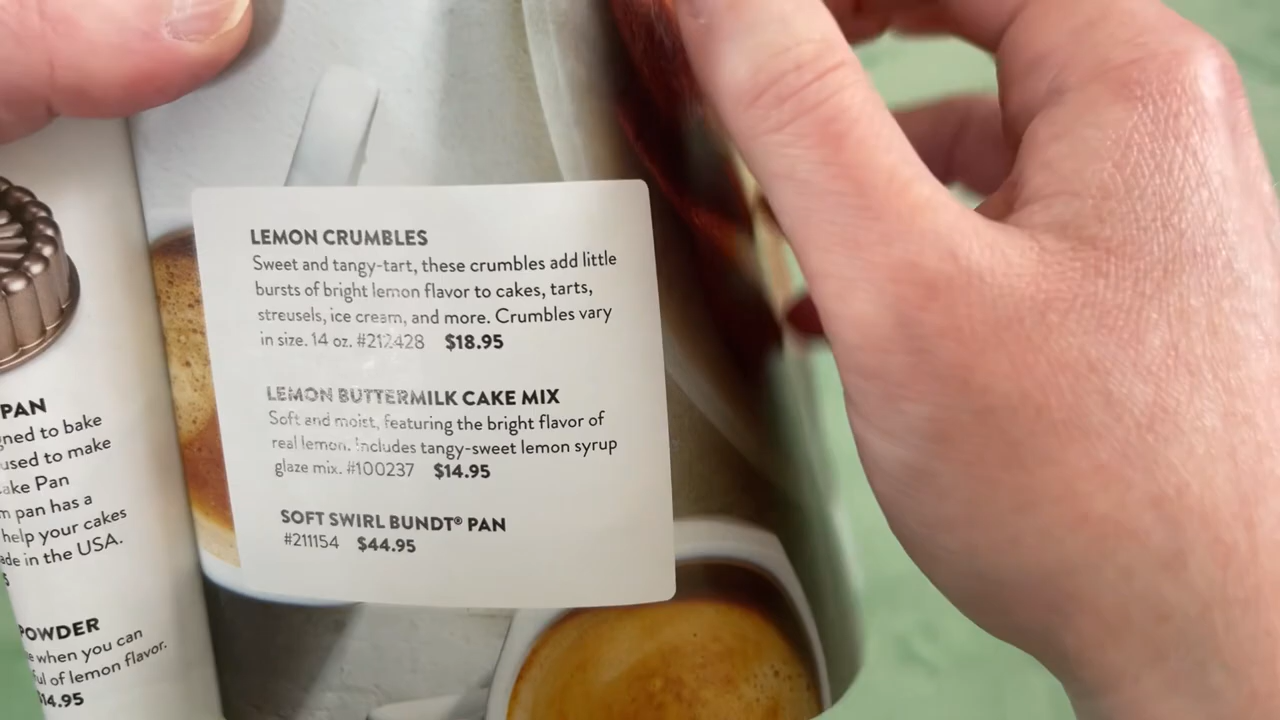 LEMON CRUMBLES
Sweet and tangy-tart, these crumbles add little
bursts of bright lemon flavor to cakes, tarts,
streusels, ice cream, and more. Crumbles vary
in size. 14 oz. #212428 $18.95
LEMON BUTTERMILK CAKE MIX
Soft and moist, featuring the bright flavor of
real lemon. Includes tangy-sweet lemon syrup
glaze mix. #100237 $14.95
SOFT SWIRL BUNDT® PAN
#211154 $44.95
PAN
to bake
used to make
Pan
pan has a
help your cakes
in the USA.
POWDER
when you can
of lemon flavor.
$14.95